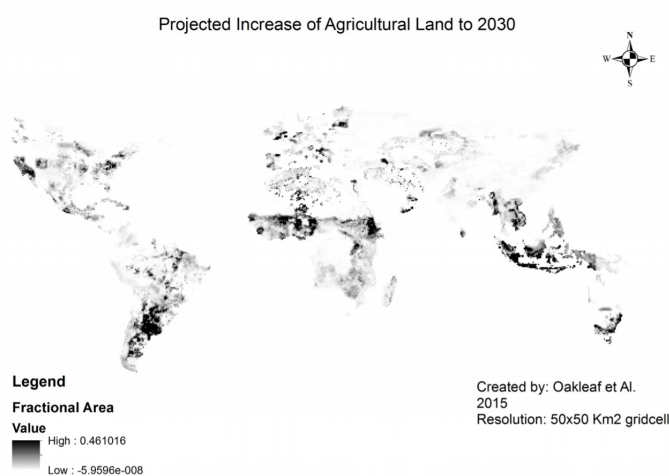 Projected Increase of Agricultural Land to 2030
N
W E
S
Legend
Fractional Area
Value
High : 0.461016
Low : -5.9596e-008
Created by: Oakleaf et Al.
2015
Resolution: 50x50 Km2 gridcell